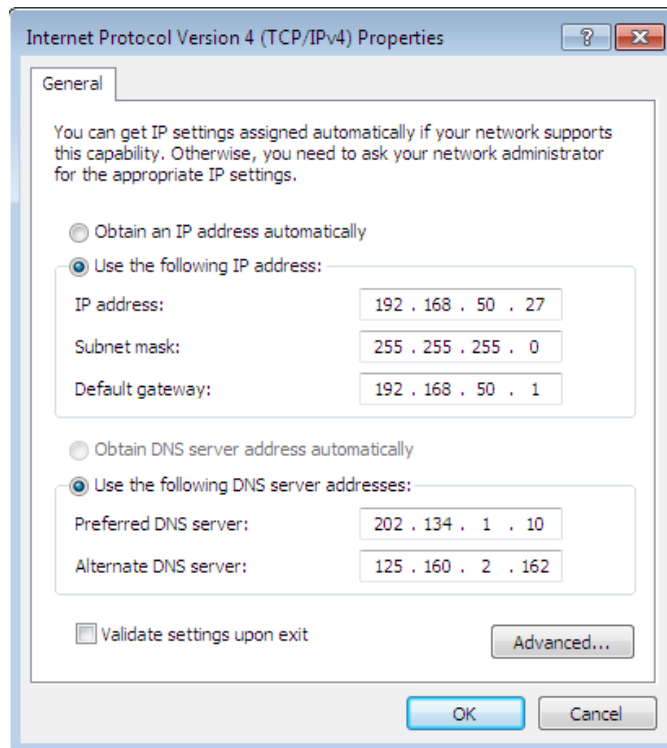 Internet Protocol Version 4 (TCP/IPv4) Properties
General
You can get IP settings assigned automatically if your network supports
this capability. Otherwise, you need to ask your network administrator
for the appropriate IP settings.
Obtain an IP address automatically
Use the following IP address:
IP address: 192 . 168 . 50 . 27
Subnet mask: 255 . 255 . 255 . 0
Default gateway: 192 . 168 . 50 . 1
Obtain DNS server address automatically
Use the following DNS server addresses:
Preferred DNS server: 202 . 134 . 1 . 10
Alternate DNS server: 125 . 160 . 2 . 162
Validate settings upon exit
Advanced...
OK Cancel